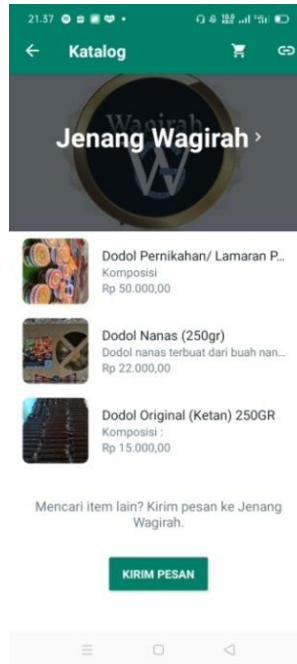 21.37
Katalog
Wagirah
Jenang Wagirah
Dodol Pernikahan/ Lamaran P...
Komposisi
Rp 50.000,00
Dodol Nanas (250gr)
Dodol nanas terbuat dari buah nan...
Rp 22.000,00
Dodol Original (Ketan) 250GR
Komposisi :
Rp 15.000,00
Mencari item lain? Kirim pesan ke Jenang
Wagirah.
KIRIM PESAN